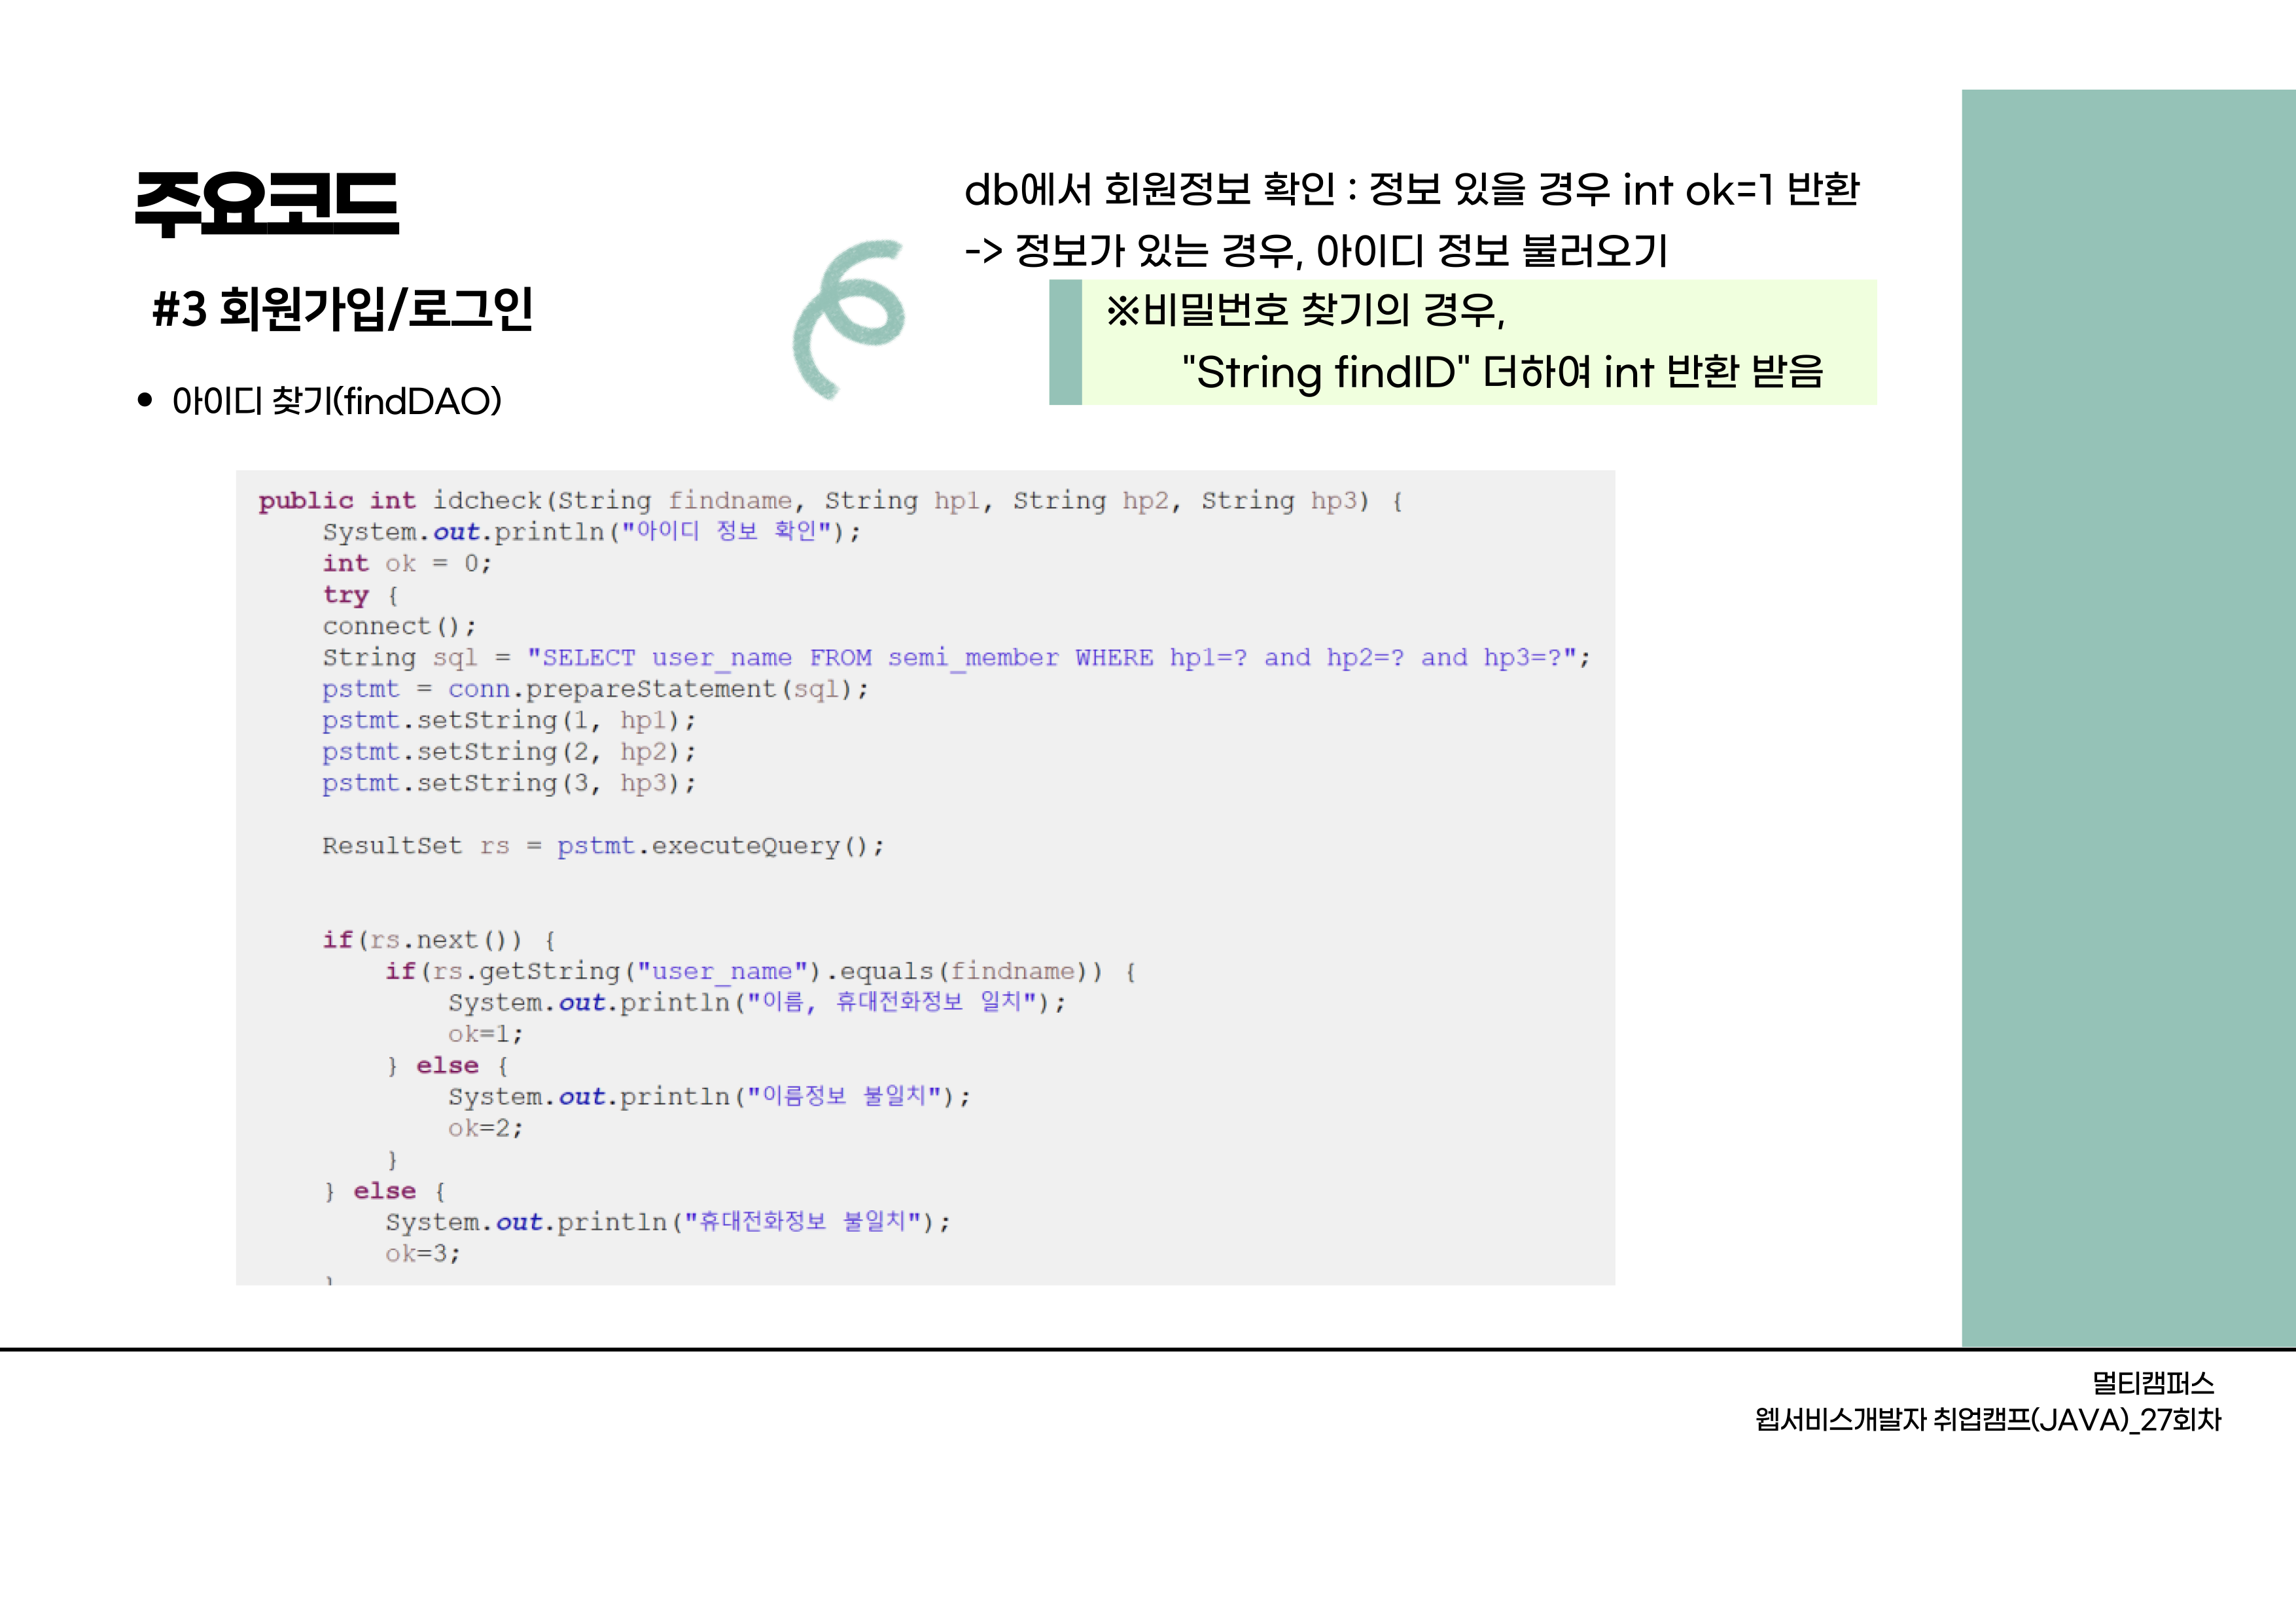 주요코드
#3 회원가입/로그인
• 아이디 찾기(findDAO)
db에서 회원정보 확인 : 정보 있을 경우 int ok=1 반환
-> 정보가 있는 경우, 아이디 정보 불러오기
※비밀번호 찾기의 경우,
"String findID" 더하여 int 반환 받음
public int idcheck(String findname, String hp1, String hp2, String hp3) {
System.out.println("아이디 정보 확인");
int ok = 0;
try {
connect();
String sql = "SELECT user_name FROM semi_member WHERE hp1=? and hp2=? and hp3=?";
pstmt = conn.prepareStatement(sql);
pstmt.setString(1, hp1);
pstmt.setString(2, hp2);
pstmt.setString(3, hp3);
ResultSet rs = pstmt.executeQuery();
if(rs.next()) {
if(rs.getString("user_name").equals(findname)) {
System.out.println("이름, 휴대전화정보 일치");
ok=1;
} else {
System.out.println("이름정보 불일치");
ok=2;
}
} else {
System.out.println("휴대전화정보 불일치");
ok=3;
}
멀티캠퍼스
웹서비스개발자 취업캠프(JAVA)_27회차